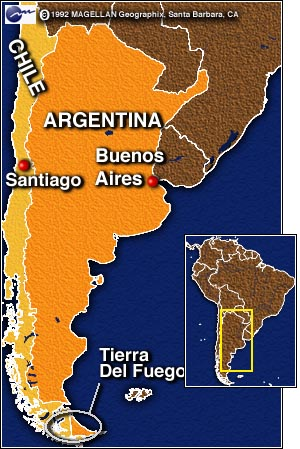 © 1992 MAGELLAN Geographix, Santa Barbara, CA
CHILE
ARGENTINA
Buenos
Aires
Santiago
Tierra
Del Fuego